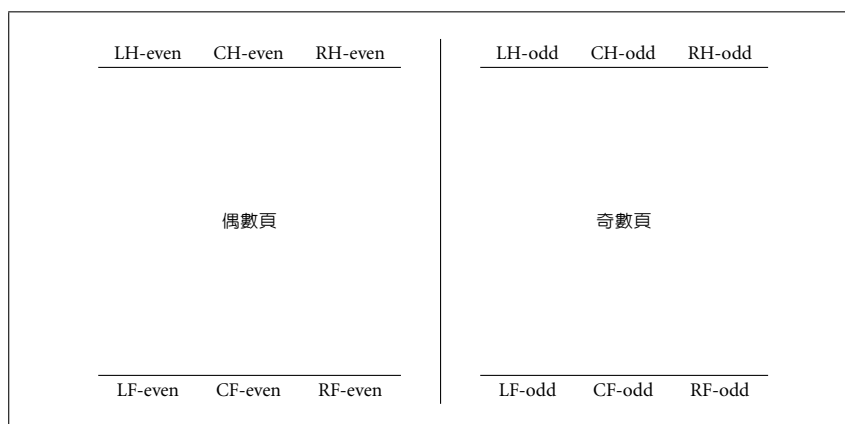 LH-even CH-even RH-even
偶數頁
LF-even CF-even RF-even
LH-odd CH-odd RH-odd
奇數頁
LF-odd CF-odd RF-odd